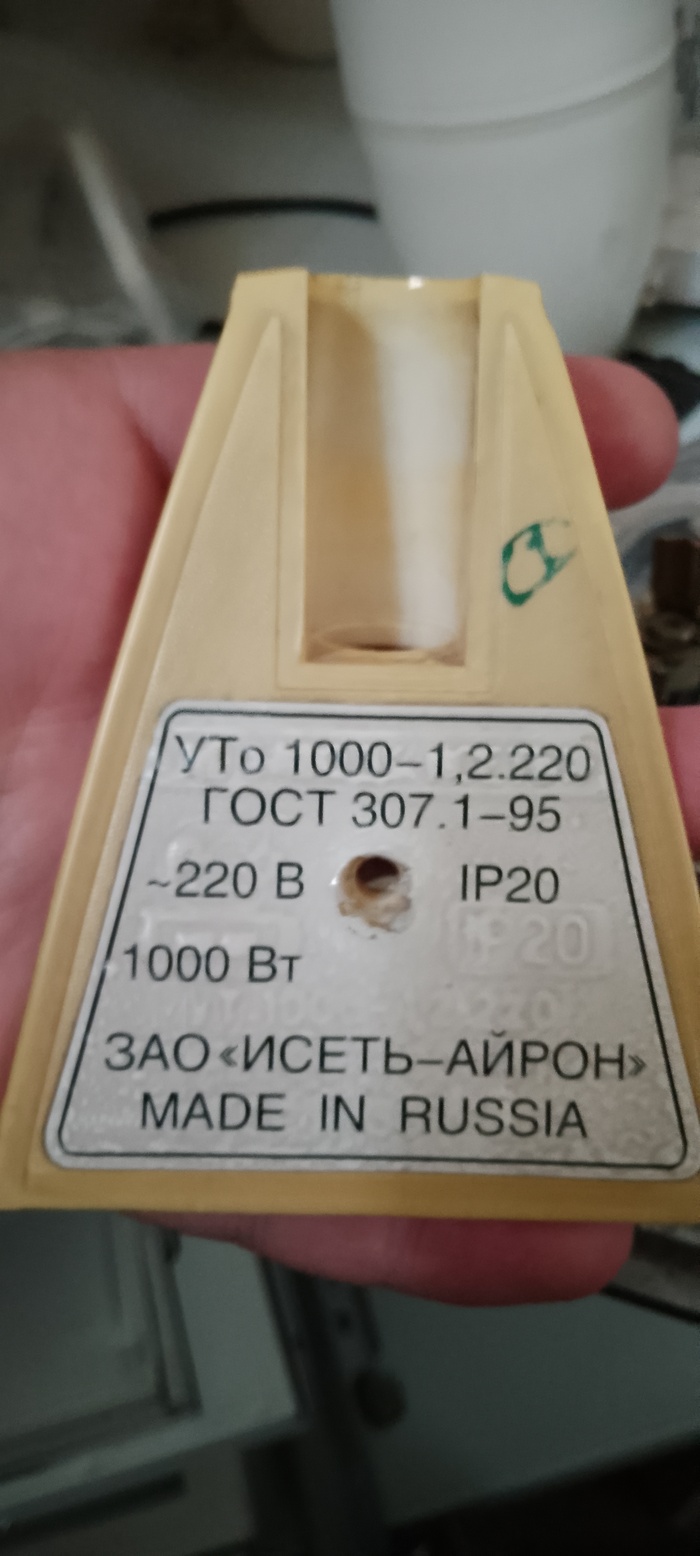 УТо 1000–1,2.220
ГОСТ 307.1–95
~220 В IP20
1000 Вт
IP20
ЗАО «ИСЕТЬ–АЙРОН»
MADE IN RUSSIA